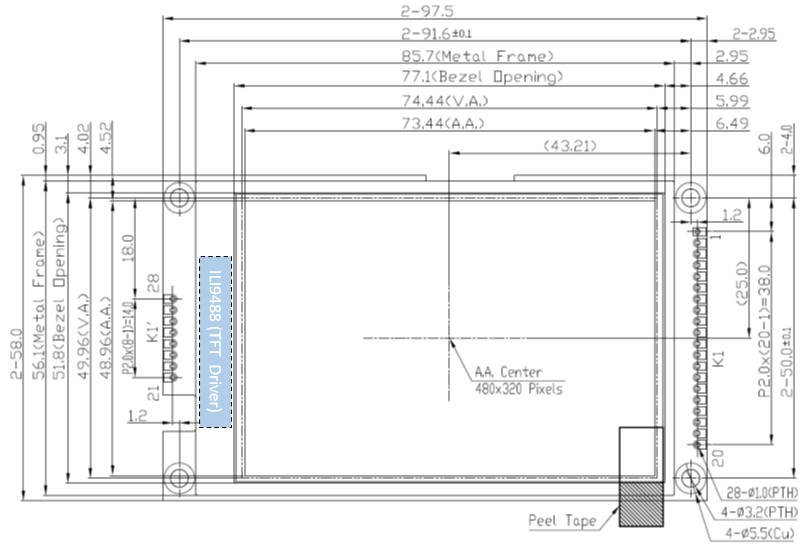 2-97.5
2-91.6±0.1
2-2.95
85.7(Metal Frame)
2.95
77.1(Bezel Opening)
4.66
74.44(V.A.)
5.99
73.44(A.A.)
6.49
(43.21)
0.95
3.1
4.02
4.52
6.0
2-4.0
1.2
1
18.0
28
(25.0)
2-58.0
56.1(Metal Frame)
51.8(Bezel Opening)
49.96(V.A.)
48.96(A.A.)
P2.0x(8-1)=14.0
K1'
ILI9488 (TFT Driver)
P2.0x(20-1)=38.0
2-50.0±0.1
K1
A.A. Center
480x320 Pixels
21
1.2
20
28-Ø1.0(PTH)
4-Ø3.2(PTH)
Peel Tape
4-Ø5.5(Cu)